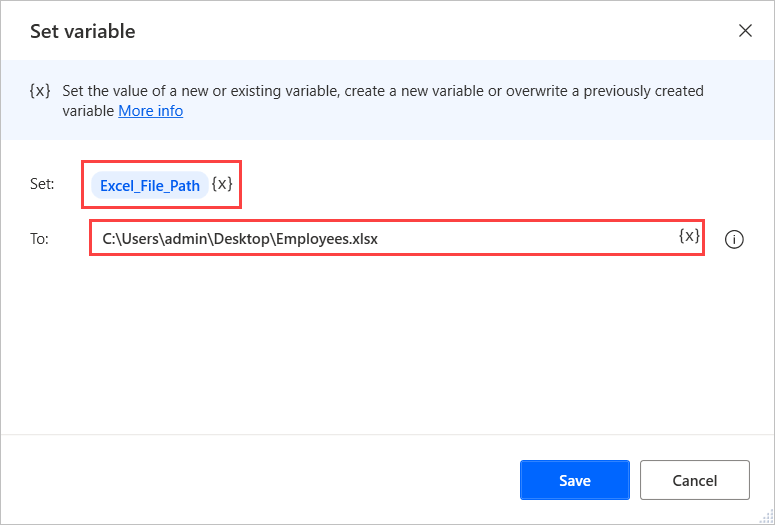 Set variable
{x} Set the value of a new or existing variable, create a new variable or overwrite a previously created
variable More info
Set: Excel_File_Path {x}
To: C:\Users\admin\Desktop\Employees.xlsx {x}
Save Cancel